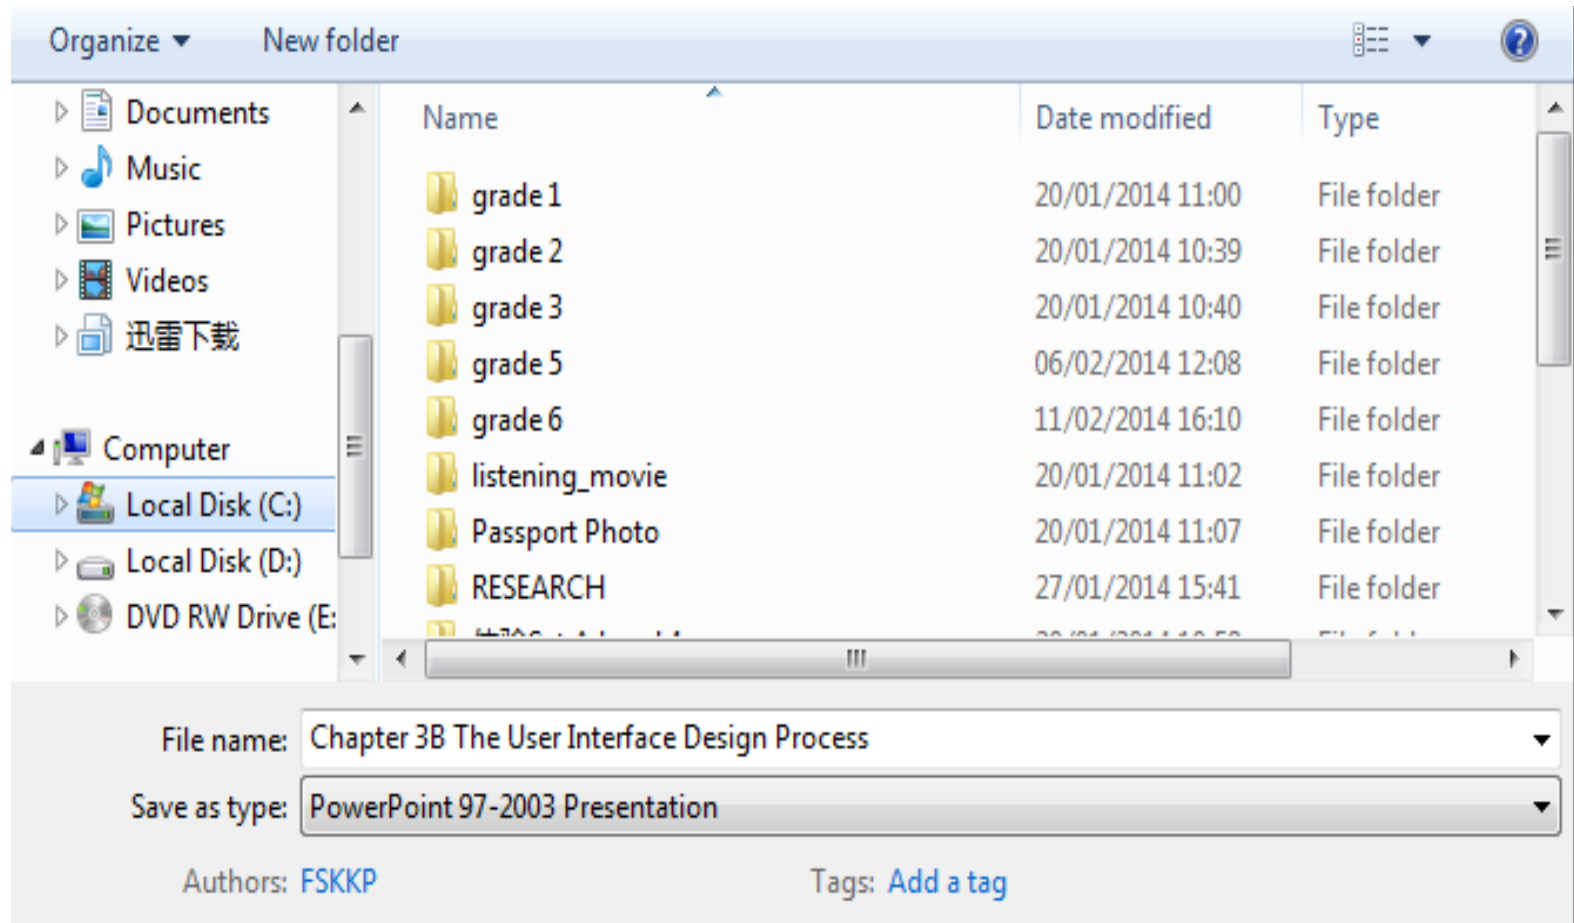 Organize New folder
Documents
Music
Pictures
Videos
迅雷下载
Computer
Local Disk (C:)
Local Disk (D:)
DVD RW Drive (E:
Name Date modified Type
grade 1 20/01/2014 11:00 File folder
grade 2 20/01/2014 10:39 File folder
grade 3 20/01/2014 10:40 File folder
grade 5 06/02/2014 12:08 File folder
grade 6 11/02/2014 16:10 File folder
listening_movie 20/01/2014 11:02 File folder
Passport Photo 20/01/2014 11:07 File folder
RESEARCH 27/01/2014 15:41 File folder
File name: Chapter 3B The User Interface Design Process
Save as type: PowerPoint 97-2003 Presentation
Authors: FSKKP Tags: Add a tag